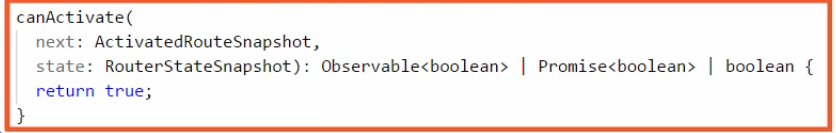 canActivate(
  next: ActivatedRouteSnapshot,
  state: RouterStateSnapshot): Observable<boolean> | Promise<boolean> | boolean {
  return true;
}